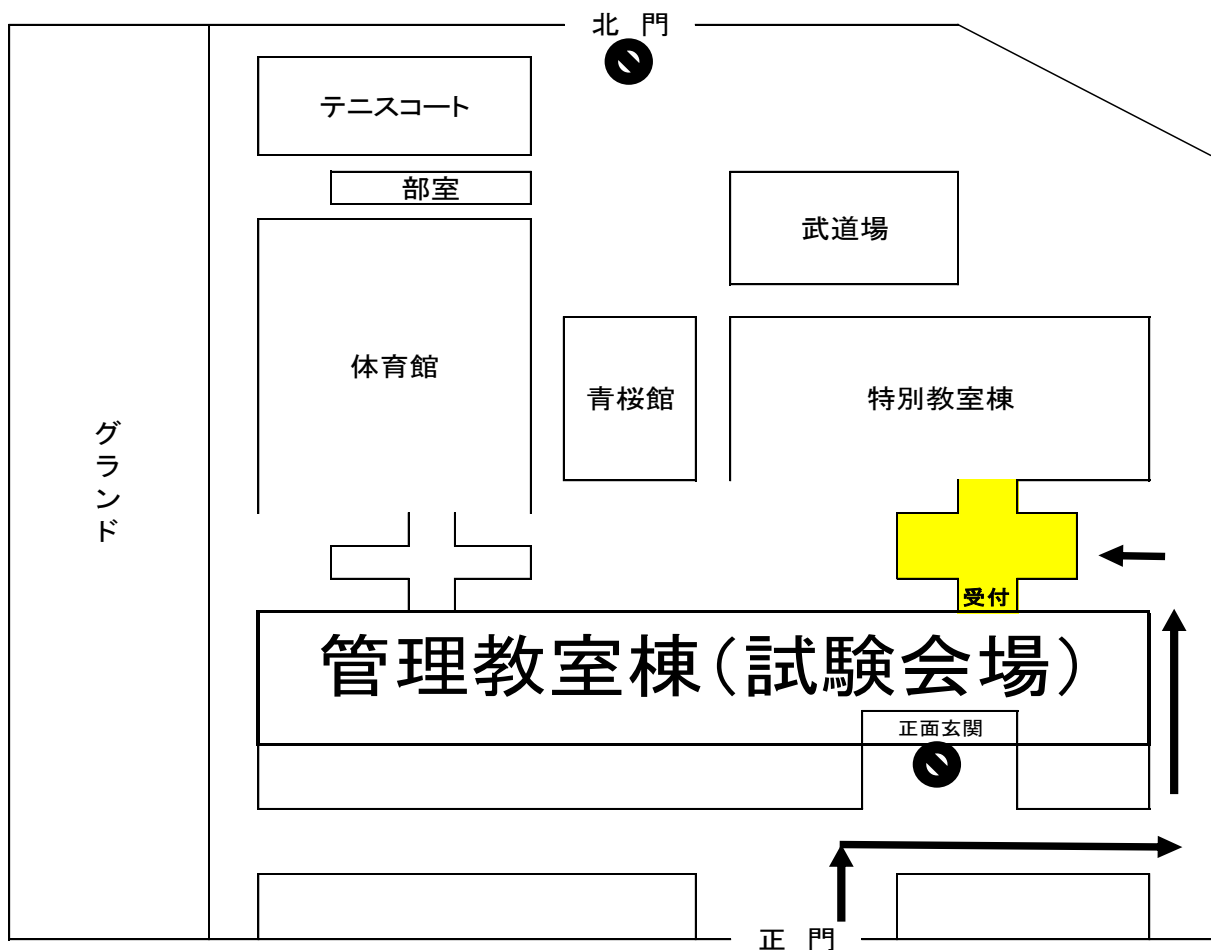 北 門
テニスコート
部室
武道場
体育館
青桜館
特別教室棟
グランド
受付
管理教室棟（試験会場）
正面玄関
正 門